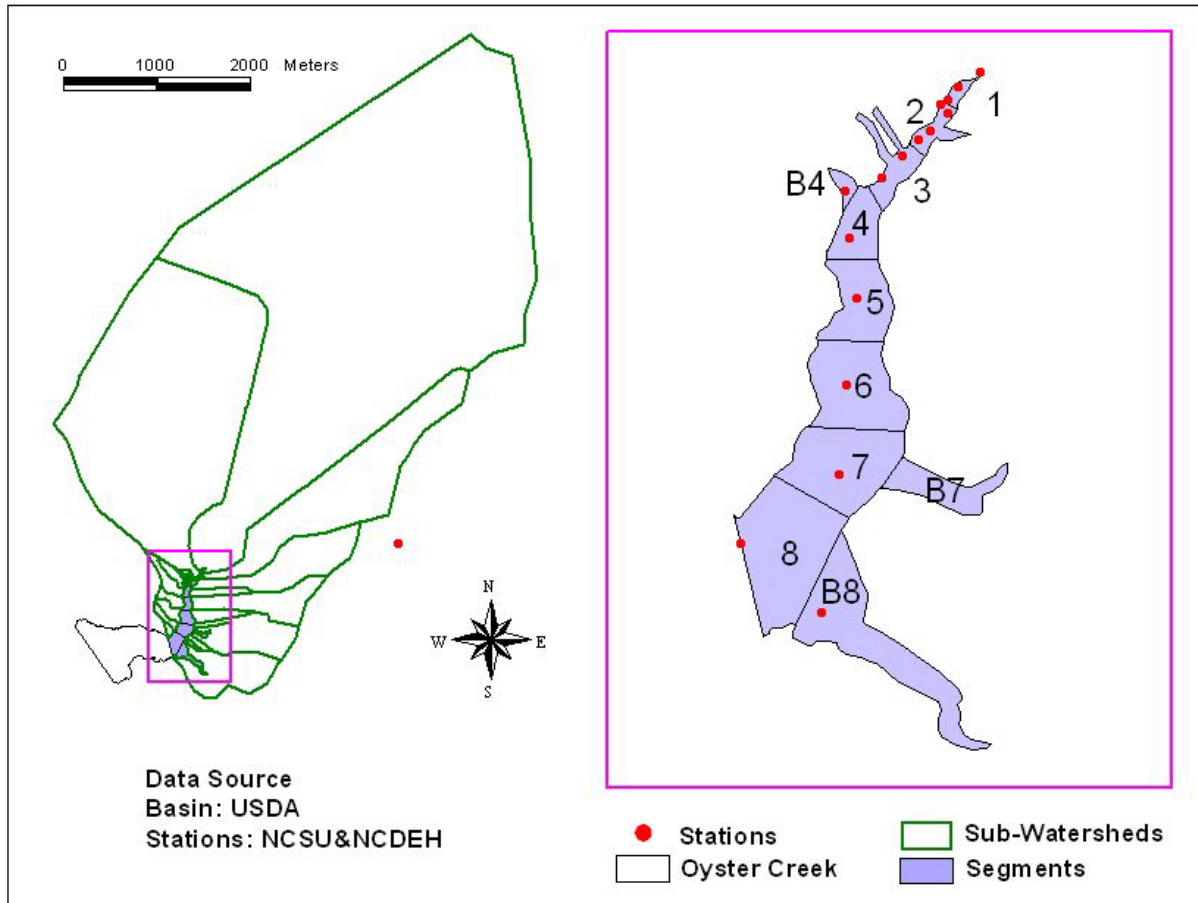 0 1000 2000 Meters
N
W E
S
Data Source
Basin: USDA
Stations: NCSU&NCDEH
1
2
3
B4
4
5
6
7
B7
8
B8
Stations
Sub-Watersheds
Oyster Creek
Segments